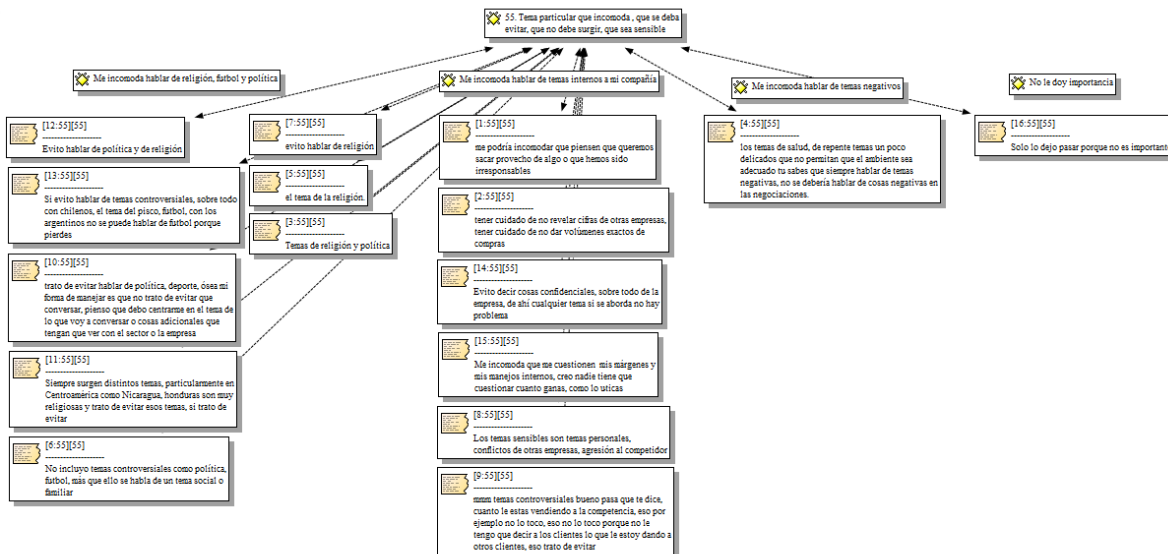 55. Tema particular que incomoda , que se deba
evitar, que no debe surgir, que sea sensible
Me incomoda hablar de religión, futbol y política
Me incomoda hablar de temas internos a mi compañía
Me incomoda hablar de temas negativos
No le doy importancia
[12:55][55]
--------------------
Evito hablar de política y de religión
[13:55][55]
--------------------
Si evito hablar de temas controversiales, sobre todo
con chilenos, el tema del pisco, futbol, con los
argentinos no se puede hablar de futbol porque
pierdes
[10:55][55]
--------------------
trato de evitar hablar de política, deporte, ósea mi
forma de manejar es que no trato de evitar que
conversar, pienso que debo centrarme en el tema de
lo que voy a conversar o cosas adicionales que
tengan que ver con el sector o la empresa
[11:55][55]
--------------------
Siempre surgen distintos temas, particularmente en
Centroamérica como Nicaragua, honduras son muy
religiosas y trato de evitar esos temas, si trato de
evitar
[6:55][55]
--------------------
No incluyo temas controversiales como política,
futbol, más que ello se habla de un tema social o
familiar
[7:55][55]
--------------------
evito hablar de religión
[5:55][55]
--------------------
el tema de la religión.
[3:55][55]
--------------------
Temas de religión y política
[1:55][55]
--------------------
me podría incomodar que piensen que queremos
sacar provecho de algo o que hemos sido
irresponsables
[2:55][55]
--------------------
tener cuidado de no revelar cifras de otras empresas,
tener cuidado de no dar volúmenes exactos de
compras
[14:55][55]
--------------------
Evito decir cosas confidenciales, sobre todo de la
empresa, de ahí cualquier tema si se aborda no hay
problema
[15:55][55]
--------------------
Me incomoda que me cuestionen mis márgenes y
mis manejos internos, creo nadie tiene que
cuestionar cuanto ganas, como lo uticas
[8:55][55]
--------------------
Los temas sensibles son temas personales,
conflictos de otras empresas, agresión al competidor
[9:55][55]
--------------------
mmm temas controversiales bueno pasa que te dice,
cuanto le estas vendiendo a la competencia, eso por
ejemplo no lo toco, eso no lo toco porque no le
tengo que decir a los clientes lo que le estoy dando a
otros clientes, eso trato de evitar
[4:55][55]
--------------------
los temas de salud, de repente temas un poco
delicados que no permitan que el ambiente sea
adecuado tu sabes que siempre hablar de temas
negativas, no se debería hablar de cosas negativas en
las negociaciones.
[16:55][55]
--------------------
Solo lo dejo pasar porque no es importante